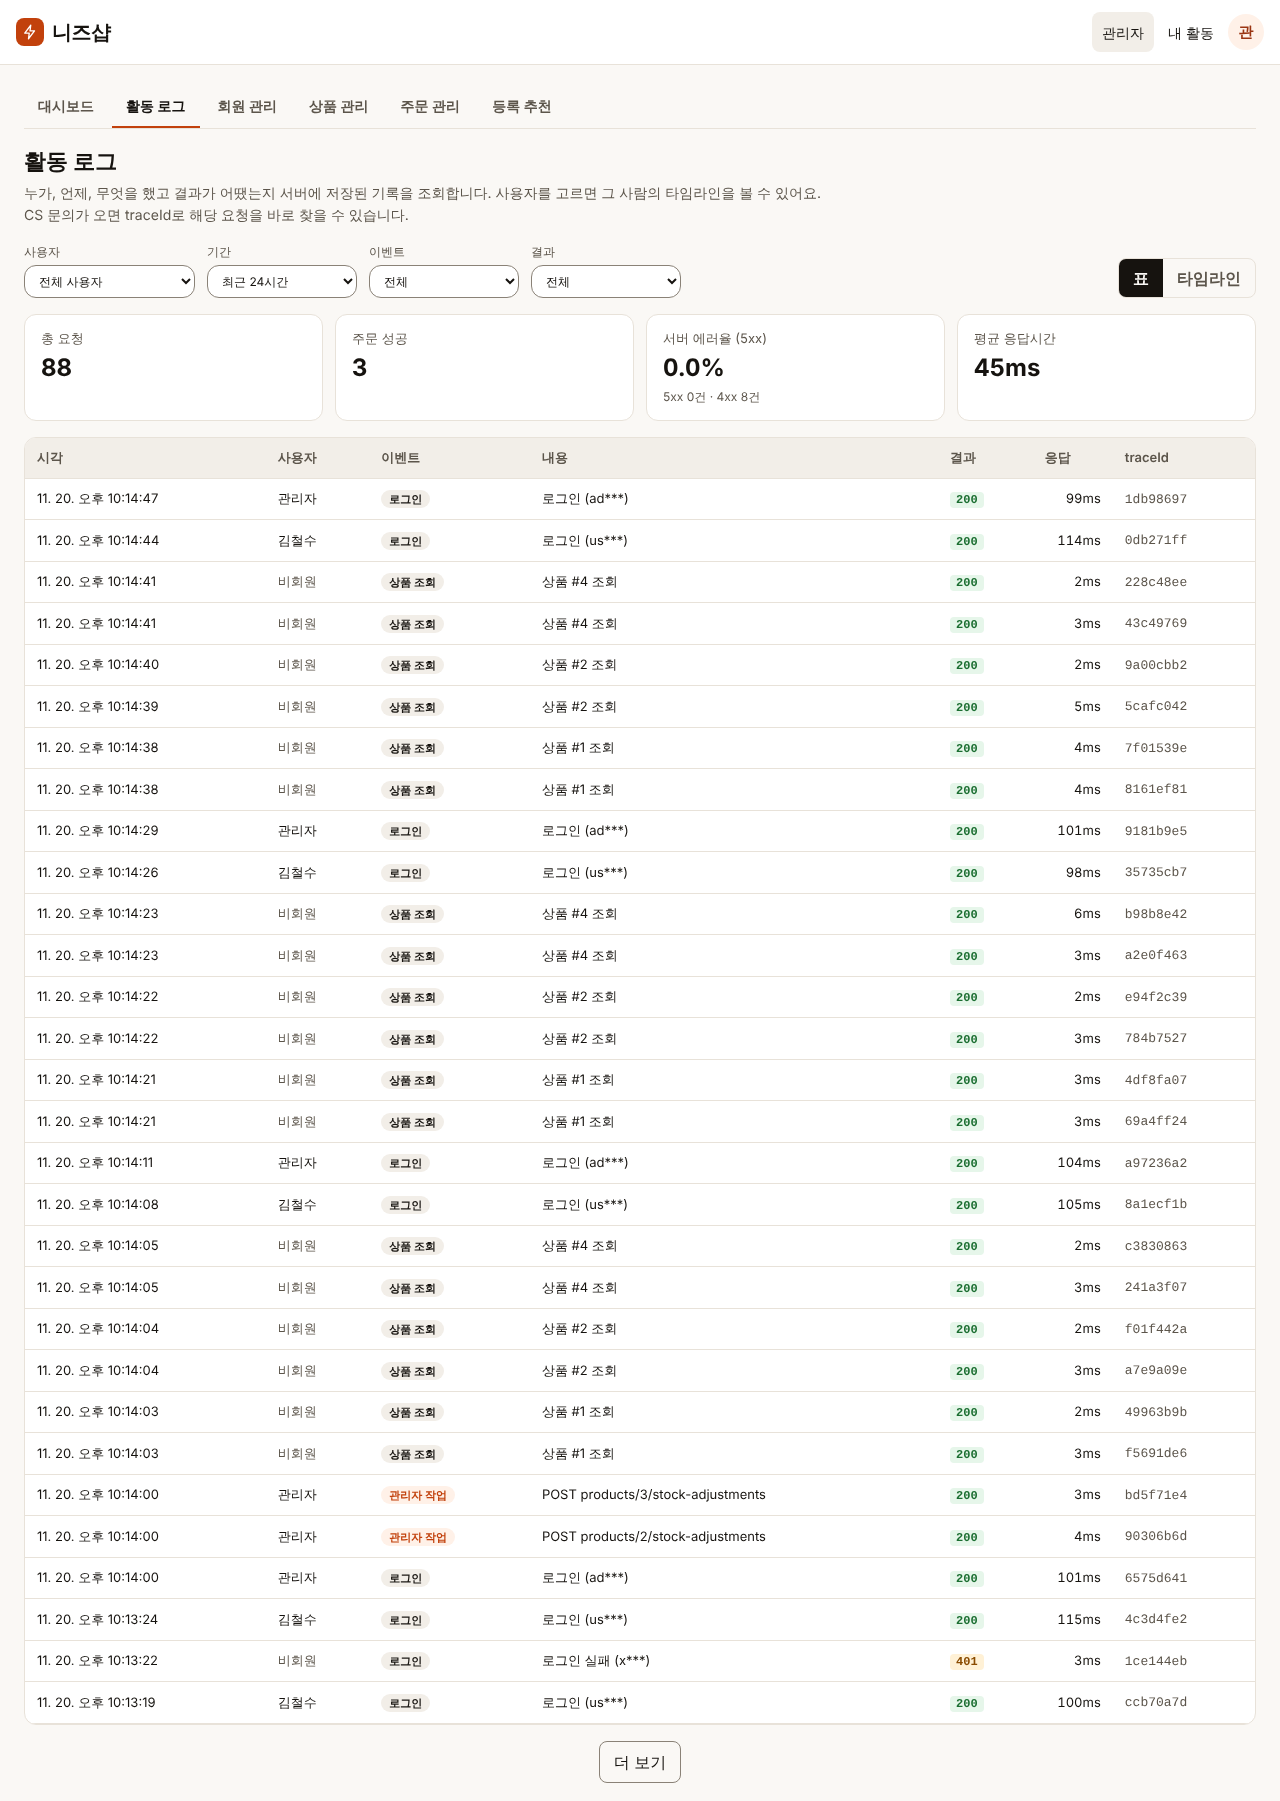 니즈샵
관리자 내 활동 관
대시보드 활동 로그 회원 관리 상품 관리 주문 관리 등록 추천
활동 로그
누가, 언제, 무엇을 했고 결과가 어땠는지 서버에 저장된 기록을 조회합니다. 사용자를 고르면 그 사람의 타임라인을 볼 수 있어요.
CS 문의가 오면 traceId로 해당 요청을 바로 찾을 수 있습니다.
사용자 기간 이벤트 결과
전체 사용자 최근 24시간 전체 전체 표 타임라인
총 요청 주문 성공 서버 에러율 (5xx) 평균 응답시간
88 3 0.0% 45ms
5xx 0건 · 4xx 8건
시각 사용자 이벤트 내용 결과 응답 traceId
11. 20. 오후 10:14:47 관리자 로그인 로그인 (ad***) 200 99ms 1db98697
11. 20. 오후 10:14:44 김철수 로그인 로그인 (us***) 200 114ms 0db271ff
11. 20. 오후 10:14:41 비회원 상품 조회 상품 #4 조회 200 2ms 228c48ee
11. 20. 오후 10:14:41 비회원 상품 조회 상품 #4 조회 200 3ms 43c49769
11. 20. 오후 10:14:40 비회원 상품 조회 상품 #2 조회 200 2ms 9a00cbb2
11. 20. 오후 10:14:39 비회원 상품 조회 상품 #2 조회 200 5ms 5cafc042
11. 20. 오후 10:14:38 비회원 상품 조회 상품 #1 조회 200 4ms 7f01539e
11. 20. 오후 10:14:38 비회원 상품 조회 상품 #1 조회 200 4ms 8161ef81
11. 20. 오후 10:14:29 관리자 로그인 로그인 (ad***) 200 101ms 9181b9e5
11. 20. 오후 10:14:26 김철수 로그인 로그인 (us***) 200 98ms 35735cb7
11. 20. 오후 10:14:23 비회원 상품 조회 상품 #4 조회 200 6ms b98b8e42
11. 20. 오후 10:14:23 비회원 상품 조회 상품 #4 조회 200 3ms a2e0f463
11. 20. 오후 10:14:22 비회원 상품 조회 상품 #2 조회 200 2ms e94f2c39
11. 20. 오후 10:14:22 비회원 상품 조회 상품 #2 조회 200 3ms 784b7527
11. 20. 오후 10:14:21 비회원 상품 조회 상품 #1 조회 200 3ms 4df8fa07
11. 20. 오후 10:14:21 비회원 상품 조회 상품 #1 조회 200 3ms 69a4ff24
11. 20. 오후 10:14:11 관리자 로그인 로그인 (ad***) 200 104ms a97236a2
11. 20. 오후 10:14:08 김철수 로그인 로그인 (us***) 200 105ms 8a1ecf1b
11. 20. 오후 10:14:05 비회원 상품 조회 상품 #4 조회 200 2ms c3830863
11. 20. 오후 10:14:05 비회원 상품 조회 상품 #4 조회 200 3ms 241a3f07
11. 20. 오후 10:14:04 비회원 상품 조회 상품 #2 조회 200 2ms f01f442a
11. 20. 오후 10:14:04 비회원 상품 조회 상품 #2 조회 200 3ms a7e9a09e
11. 20. 오후 10:14:03 비회원 상품 조회 상품 #1 조회 200 2ms 49963b9b
11. 20. 오후 10:14:03 비회원 상품 조회 상품 #1 조회 200 3ms f5691de6
11. 20. 오후 10:14:00 관리자 관리자 작업 POST products/3/stock-adjustments 200 3ms bd5f71e4
11. 20. 오후 10:14:00 관리자 관리자 작업 POST products/2/stock-adjustments 200 4ms 90306b6d
11. 20. 오후 10:14:00 관리자 로그인 로그인 (ad***) 200 101ms 6575d641
11. 20. 오후 10:13:24 김철수 로그인 로그인 (us***) 200 115ms 4c3d4fe2
11. 20. 오후 10:13:22 비회원 로그인 로그인 실패 (x***) 401 3ms 1ce144eb
11. 20. 오후 10:13:19 김철수 로그인 로그인 (us***) 200 100ms ccb70a7d
더 보기